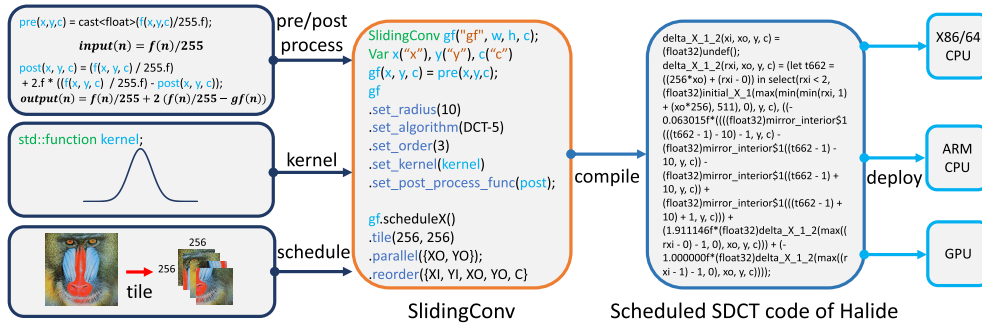 pre(x,y,c) = cast<float>(f(x,y,c)/255.f);
input(n) = f(n)/255
post(x, y, c) = (f(x, y, c) / 255.f)
+ 2.f * ((f(x, y, c) / 255.f) - post(x, y, c));
output(n) = f(n)/255 + 2 (f(n)/255 − gf(n))
pre/post
process
std::function kernel;
kernel
256
256
tile
schedule
SlidingConv gf("gf", w, h, c);
Var x("x"), y("y"), c("c")
gf(x, y, c) = pre(x,y,c);
gf
.set_radius(10)
.set_algorithm(DCT-5)
.set_order(3)
.set_kernel(kernel)
.set_post_process_func(post);
gf.scheduleX()
.tile(256, 256)
.parallel({XO, YO});
.reorder({XI, YI, XO, YO, C}
SlidingConv
compile
delta_X_1_2(xi, xo, y, c) =
(float32)undef();
delta_X_1_2(rxi, xo, y, c) = (let t662 =
((256*xo) + (rxi - 0)) in select(rxi < 2,
(float32)initial_X_1(max(min(min(rxi, 1)
+ (xo*256), 511), 0), y, c), ((-
0.063015f*((((float32)mirror_interior$1
(((t662 - 1) - 10) - 1, y, c) -
(float32)mirror_interior$1((t662 - 1) -
10, y, c)) -
(float32)mirror_interior$1((t662 - 1) +
10, y, c)) +
(float32)mirror_interior$1(((t662 - 1) +
10) + 1, y, c))) +
(1.911146f*(float32)delta_X_1_2(max((
rxi - 0) - 1, 0), xo, y, c))) + (-
1.000000f*(float32)delta_X_1_2(max((r
xi - 1) - 1, 0), xo, y, c))));
Scheduled SDCT code of Halide
deploy
X86/64
CPU
ARM
CPU
GPU